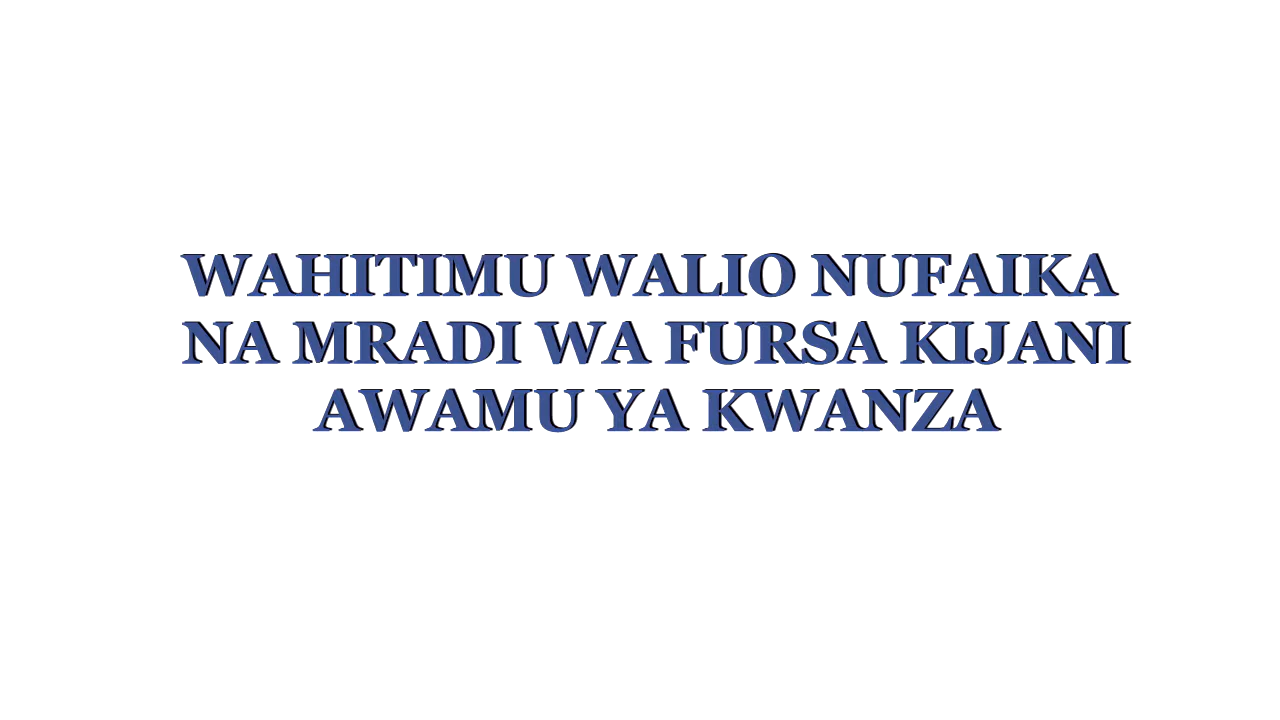 WAHITIMU WALIO NUFAIKA
NA MRADI WA FURSA KIJANI
AWAMU YA KWANZA